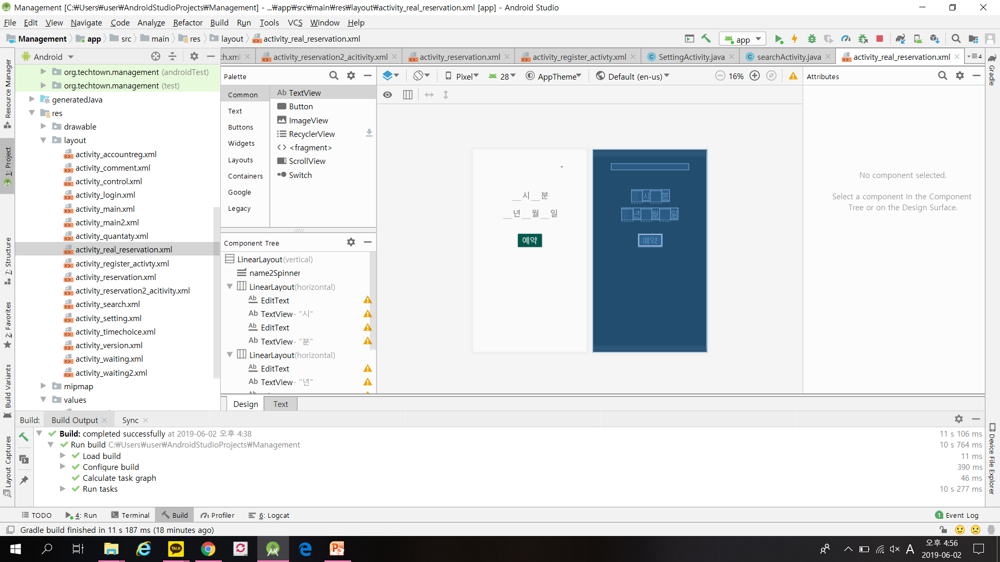 Management [C:₩Users₩user₩AndroidStudioProjects₩Management] - ...₩app₩src₩main₩res₩layout₩activity_real_reservation.xml [app] - Android Studio
File Edit View Navigate Code Analyze Refactor Build Run Tools VCS Window Help
Management app src main res layout activity_real_reservation.xml
app
Android
ch.xml activity_reservation2_acitivity.xml activity_reservation.xml activity_register_activty.xml SettingActivity.java searchActivity.java activity_real_reservation.xml 4
Resource Manager
1: Project
7: Structure
2: Favorites
Build Variants
Layout Captures
org.techtown.management (androidTest)
org.techtown.management (test)
generatedJava
res
drawable
layout
activity_accountreg.xml
activity_comment.xml
activity_control.xml
activity_login.xml
activity_main.xml
activity_main2.xml
activity_quantaty.xml
activity_real_reservation.xml
activity_register_activty.xml
activity_reservation.xml
activity_reservation2_acitivity.xml
activity_search.xml
activity_setting.xml
activity_timechoice.xml
activity_version.xml
activity_waiting.xml
activity_waiting2.xml
mipmap
values
Palette
Common
Text
Buttons
Widgets
Layouts
Containers
Google
Legacy
Ab TextView
Button
ImageView
RecyclerView
<fragment>
ScrollView
Switch
Component Tree
LinearLayout(vertical)
name2Spinner
LinearLayout(horizontal)
Ab EditText
Ab TextView- "시"
Ab EditText
Ab TextView- "분"
LinearLayout(horizontal)
Ab EditText
Ab TextView- "년"
Pixel 28 AppTheme Default (en-us) 16%
__시__분
__년__월__일
예약
시 분
년 월 일
예약
Attributes
No component selected.
Select a component in the Component
Tree or on the Design Surface.
Gradle
Device File Explorer
Design Text
Build: Build Output Sync
Build: completed successfully at 2019-06-02 오후 4:38 11 s 106 ms
Run build C:₩Users₩user₩AndroidStudioProjects₩Management 10 s 764 ms
Load build 11 ms
Configure build 390 ms
Calculate task graph 46 ms
Run tasks 10 s 277 ms
TODO 4: Run Terminal Build Profiler 6: Logcat 1 Event Log
Gradle build finished in 11 s 187 ms (18 minutes ago)
TALK
A
오후 4:56
2019-06-02